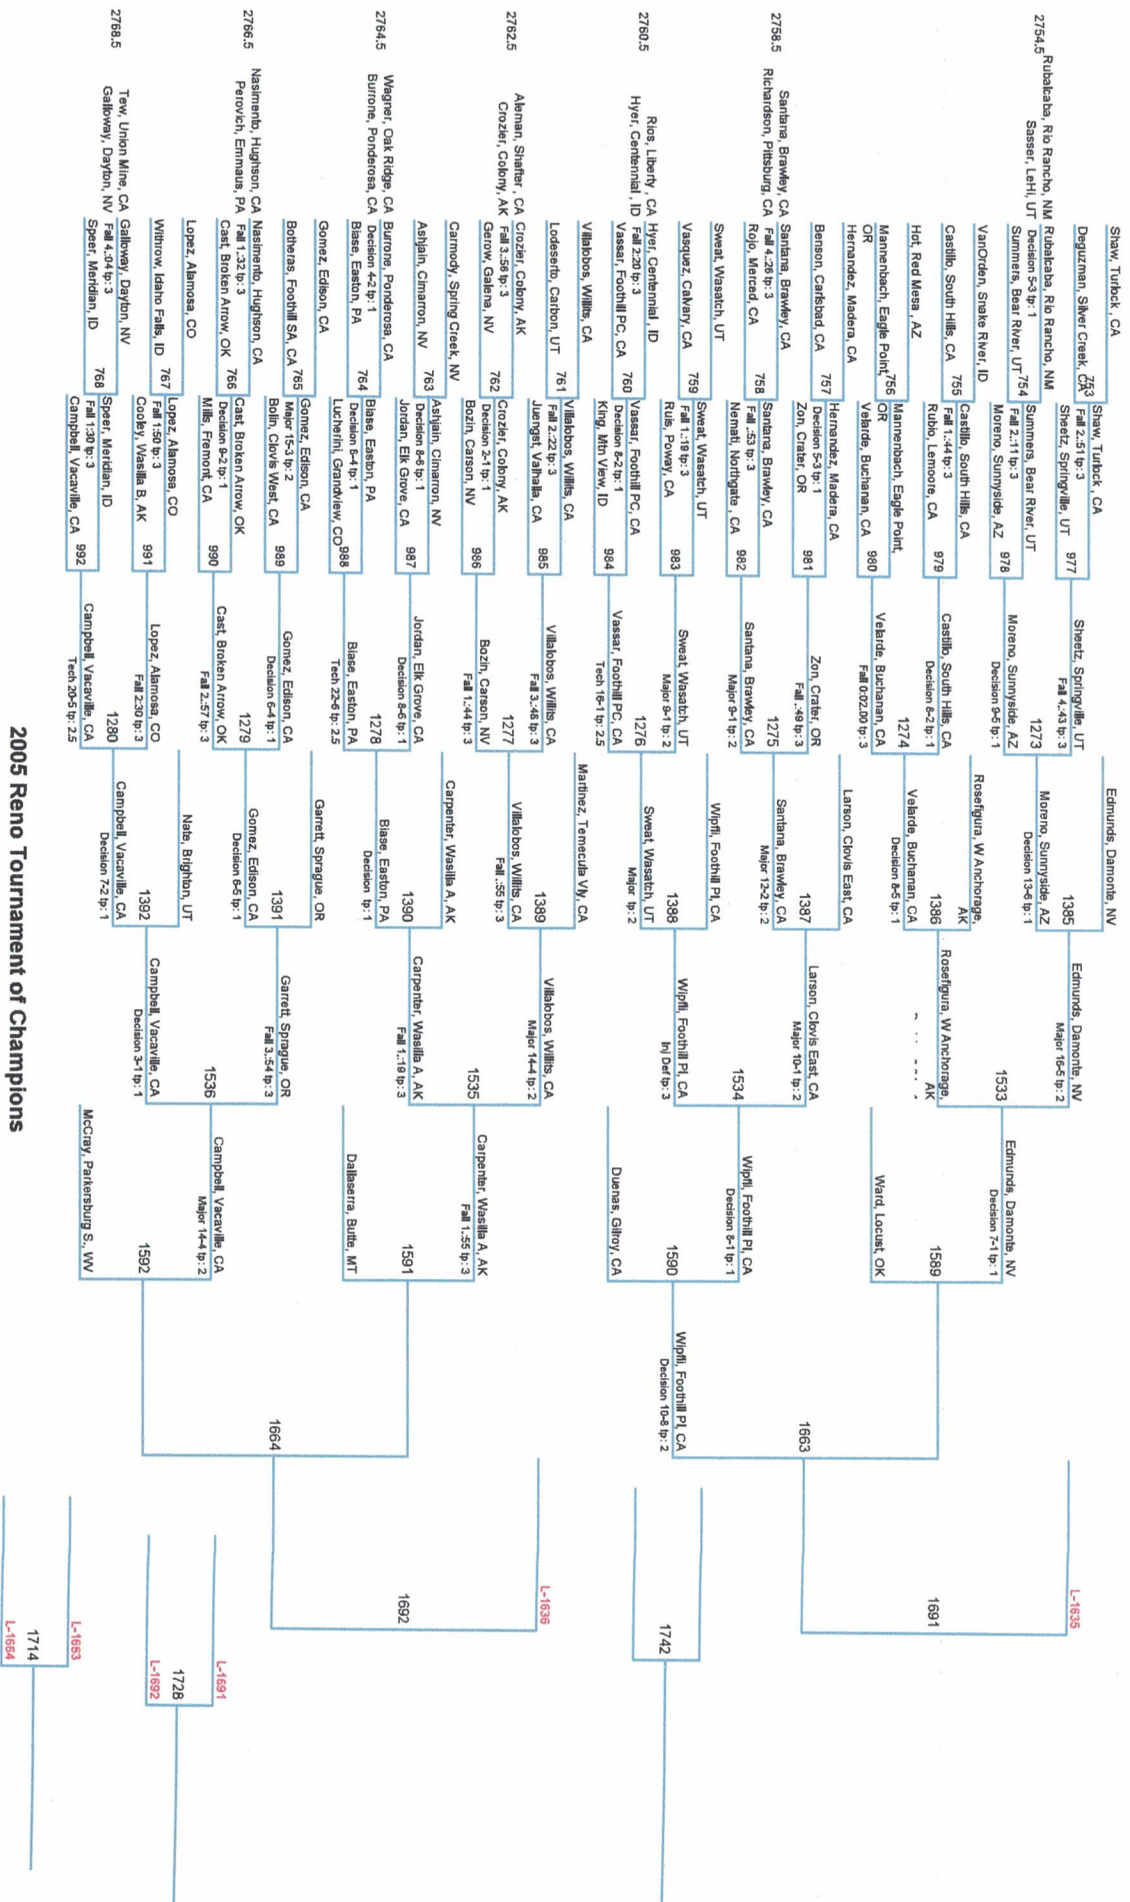 Shaw, Turlock , CA
Deguzman, Silver Creek, CA
753
2754.5
Rubalcaba, Rio Rancho, NM
Sasser, LeHi, UT
Rubalcaba, Rio Rancho, NM
Decision 5-3 tp: 1
Summers, Bear River, UT
754
VanOrden, Snake River, ID
Castillo, South Hills, CA
755
Hot, Red Mesa , AZ
Mannenbach, Eagle Point,
OR
756
Hernandez, Madera, CA
Benson, Carlsbad, CA
757
2758.5
Santana, Brawley, CA
Richardson, Pittsburg, CA
Santana, Brawley, CA
Fall 4:.26 tp: 3
Rojo, Merced, CA
758
Sweat, Wasatch, UT
Vasquez, Calvary, CA
759
2760.5
Rios, Liberty , CA
Hyer, Centennial , ID
Hyer, Centennial , ID
Fall 2:20 tp: 3
Vassar, Foothill PC, CA
760
Villalobos, Willits, CA
Lodeserto, Carbon, UT
761
2762.5
Aleman, Shafter , CA
Crozier, Colony, AK
Crozier, Colony, AK
Fall 3:.56 tp: 3
Gerow, Galena, NV
762
Carmody, Spring Creek, NV
Ashjain, Cimarron, NV
763
2764.5
Wagner, Oak Ridge, CA
Burrone, Ponderosa, CA
Burrone, Ponderosa, CA
Decision 4-2 tp: 1
Biase, Easton, PA
764
Gomez, Edison, CA
Botheras, Foothill SA, CA
765
2766.5
Nasimento, Hughson, CA
Perovich, Emmaus, PA
Nasimento, Hughson, CA
Fall 1:.32 tp: 3
Cast, Broken Arrow, OK
766
Lopez, Alamosa, CO
Withrow, Idaho Falls, ID
767
2768.5
Tew, Union Mine, CA
Galloway, Dayton, NV
Galloway, Dayton, NV
Fall 4:.04 tp: 3
Speer, Meridian, ID
768
Shaw, Turlock , CA
Fall 2:.51 tp: 3
Sheetz, Springville, UT
977
Summers, Bear River, UT
Fall 2:.11 tp: 3
Moreno, Sunnyside, AZ
978
Castillo, South Hills, CA
Fall 1:.44 tp: 3
Rubio, Lemoore, CA
979
Mannenbach, Eagle Point,
OR
Velarde, Buchanan, CA
980
Hernandez, Madera, CA
Decision 5-3 tp: 1
Zon, Crater, OR
981
Santana, Brawley, CA
Fall :.53 tp: 3
Nemati, Northgate , CA
982
Sweat, Wasatch, UT
Fall 1:.19 tp: 3
Ruis, Poway, CA
983
Vassar, Foothill PC, CA
Decision 8-2 tp: 1
King, Mtn View, ID
984
Villalobos, Willits, CA
Fall 2:.22 tp: 3
Juengst, Valhalla, CA
985
Crozier, Colony, AK
Decision 2-1 tp: 1
Bozin, Carson, NV
986
Ashjain, Cimarron, NV
Decision 8-6 tp: 1
Jordan, Elk Grove, CA
987
Biase, Easton, PA
Decision 6-4 tp: 1
Lucherini, Grandview, CO
988
Gomez, Edison, CA
Major 15-3 tp: 2
Bolin, Clovis West, CA
989
Cast, Broken Arrow, OK
Decision 9-2 tp: 1
Mills, Fremont, CA
990
Lopez, Alamosa, CO
Fall 1:50 tp: 3
Cooley, Wasilla B, AK
991
Speer, Meridian, ID
Fall 1:30 tp: 3
Campbell, Vacaville, CA
992
Sheetz, Springville, UT
Fall 4:.43 tp: 3
1273
Moreno, Sunnyside, AZ
Decision 9-5 tp: 1
Castillo, South Hills, CA
Decision 8-2 tp: 1
1274
Velarde, Buchanan, CA
Fall 0:02.00 tp: 3
Zon, Crater, OR
Fall :.49 tp: 3
1275
Santana, Brawley, CA
Major 9-1 tp: 2
Sweat, Wasatch, UT
Major 9-1 tp: 2
1276
Vassar, Foothill PC, CA
Tech 16-1 tp: 2.5
Villalobos, Willits, CA
Fall 3:.48 tp: 3
1277
Bozin, Carson, NV
Fall 1:.44 tp: 3
Jordan, Elk Grove, CA
Decision 8-6 tp: 1
1278
Biase, Easton, PA
Tech 22-6 tp: 2.5
Gomez, Edison, CA
Decision 6-4 tp: 1
1279
Cast, Broken Arrow, OK
Fall 2:.57 tp: 3
Lopez, Alamosa, CO
Fall 2:30 tp: 3
1280
Campbell, Vacaville, CA
Tech 20-5 tp: 2.5
Edmunds, Damonte, NV
1385
Moreno, Sunnyside, AZ
Decision 13-6 tp: 1
Rosefigura, W Anchorage,
AK
1386
Velarde, Buchanan, CA
Decision 8-5 tp: 1
Larson, Clovis East, CA
1387
Santana, Brawley, CA
Major 12-2 tp: 2
Wipfli, Foothill Pl, CA
1388
Sweat, Wasatch, UT
Major tp: 2
Martinez, Temecula Vly, CA
1389
Villalobos, Willits, CA
Fall :.55 tp: 3
Carpenter, Wasilla A, AK
1390
Biase, Easton, PA
Decision tp: 1
Garrett, Sprague, OR
1391
Gomez, Edison, CA
Decision 6-5 tp: 1
Nate, Brighton, UT
1392
Campbell, Vacaville, CA
Decision 7-2 tp: 1
Edmunds, Damonte, NV
Major 16-5 tp: 2
1533
Rosefigura, W Anchorage,
AK
Larson, Clovis East, CA
Major 10-1 tp: 2
1534
Wipfli, Foothill Pl, CA
Inj Def tp: 3
Villalobos, Willits, CA
Major 14-4 tp: 2
1535
Carpenter, Wasilla A, AK
Fall 1:.19 tp: 3
Garrett, Sprague, OR
Fall 3:.54 tp: 3
1536
Campbell, Vacaville, CA
Decision 3-1 tp: 1
Edmunds, Damonte, NV
Decision 7-1 tp: 1
1589
Ward, Locust, OK
Wipfli, Foothill Pl, CA
Decision 8-1 tp: 1
1590
Duenas, Gilroy, CA
Carpenter, Wasilla A, AK
Fall 1:.55 tp: 3
1591
Dallaserra, Butte, MT
Campbell, Vacaville, CA
Major 14-4 tp: 2
1592
McCray, Parkersburg S., WV
1663
Wipfli, Foothill Pl, CA
Decision 10-8 tp: 2
1664
L-1635
1691
L-1636
1692
1742
L-1691
1728
L-1692
L-1663
1714
L-1664
2005 Reno Tournament of Champions